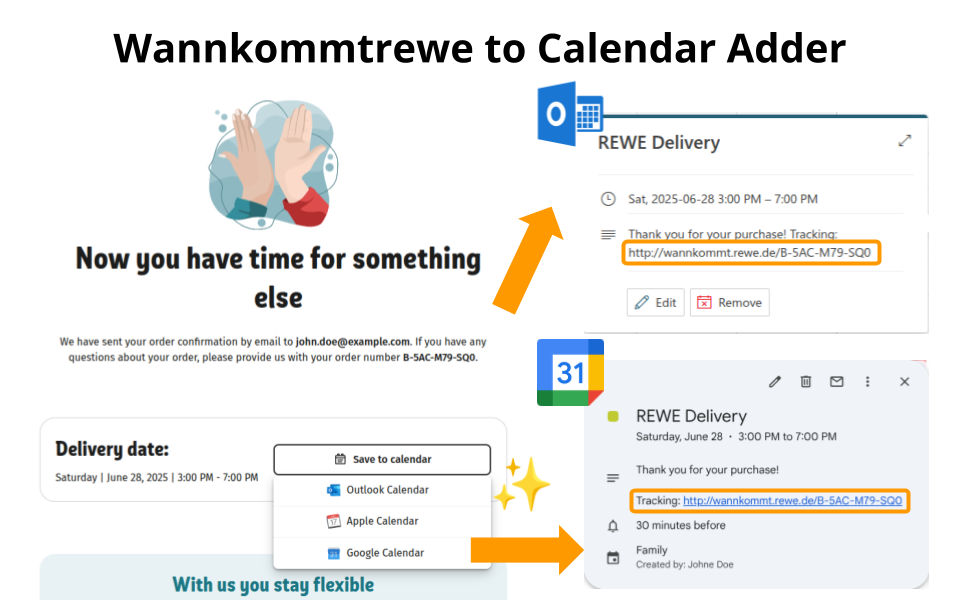 Wannkommtrewe to Calendar Adder
Now you have time for something
else
We have sent your order confirmation by email to john.doe@example.com. If you have any
questions about your order, please provide us with your order number B-5AC-M79-SQ0.
Delivery date:
Saturday | June 28, 2025 | 3:00 PM - 7:00 PM
Save to calendar
Outlook Calendar
17
Apple Calendar
Google Calendar
With us you stay flexible
O
REWE Delivery
Sat, 2025-06-28 3:00 PM – 7:00 PM
Thank you for your purchase! Tracking:
http://wannkommt.rewe.de/B-5AC-M79-SQ0
Edit
Remove
31
REWE Delivery
Saturday, June 28 · 3:00 PM to 7:00 PM
Thank you for your purchase!
Tracking: http://wannkommt.rewe.de/B-5AC-M79-SQ0
30 minutes before
Family
Created by: Johne Doe